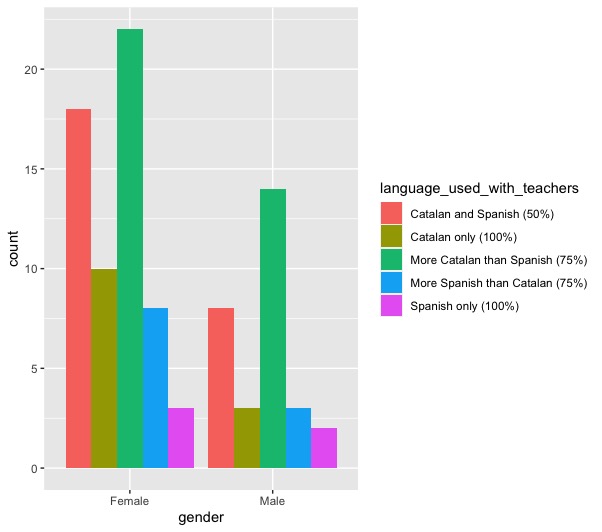 count
20
15
10
5
0
Female
Male
gender
language_used_with_teachers
Catalan and Spanish (50%)
Catalan only (100%)
More Catalan than Spanish (75%)
More Spanish than Catalan (75%)
Spanish only (100%)